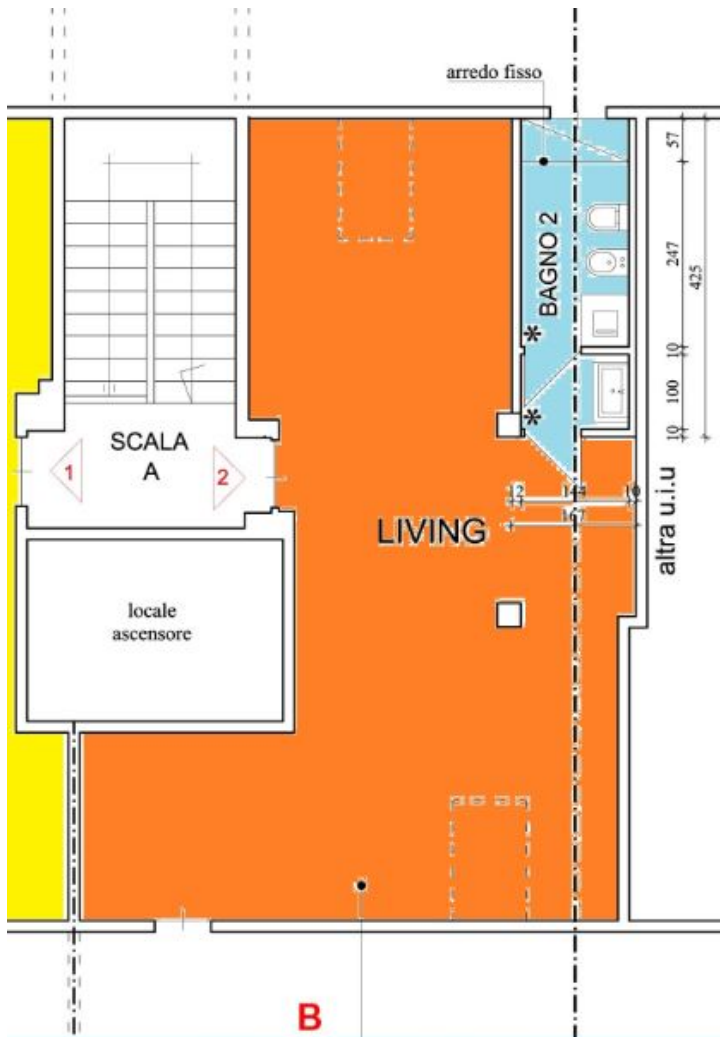 arredo fisso
57
BAGNO 2
247
425
*
10
*
100
10
SCALA
A
1
2
12
144
10
167
LIVING
altra u.i.u
locale
ascensore
B